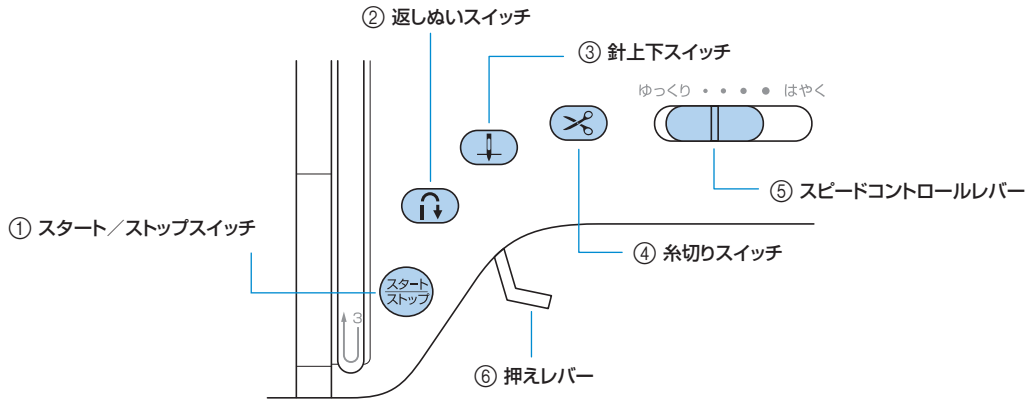 ② 返しぬいスイッチ
③ 針上下スイッチ
ゆっくり はやく
⑤ スピードコントロールレバー
① スタート／ストップスイッチ
④ 糸切りスイッチ
スタート
ストップ
3
⑥ 押えレバー